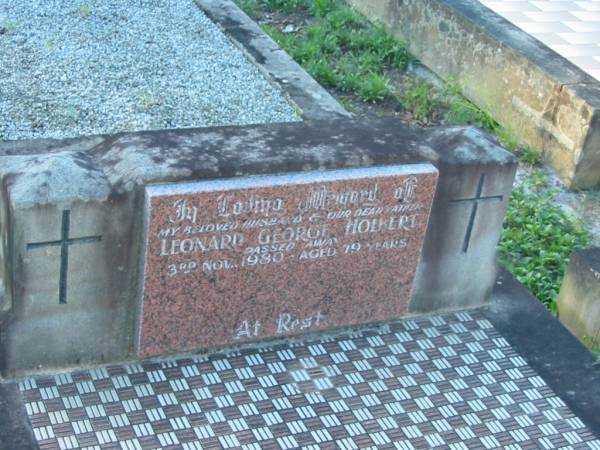 In Loving Memory of
MY BELOVED HUSBAND & OUR DEAR FATHER
LEONARD GEORGE HOLBERT
PASSED AWAY
3RD NOV., 1980 - AGED 79 YEARS
At Rest